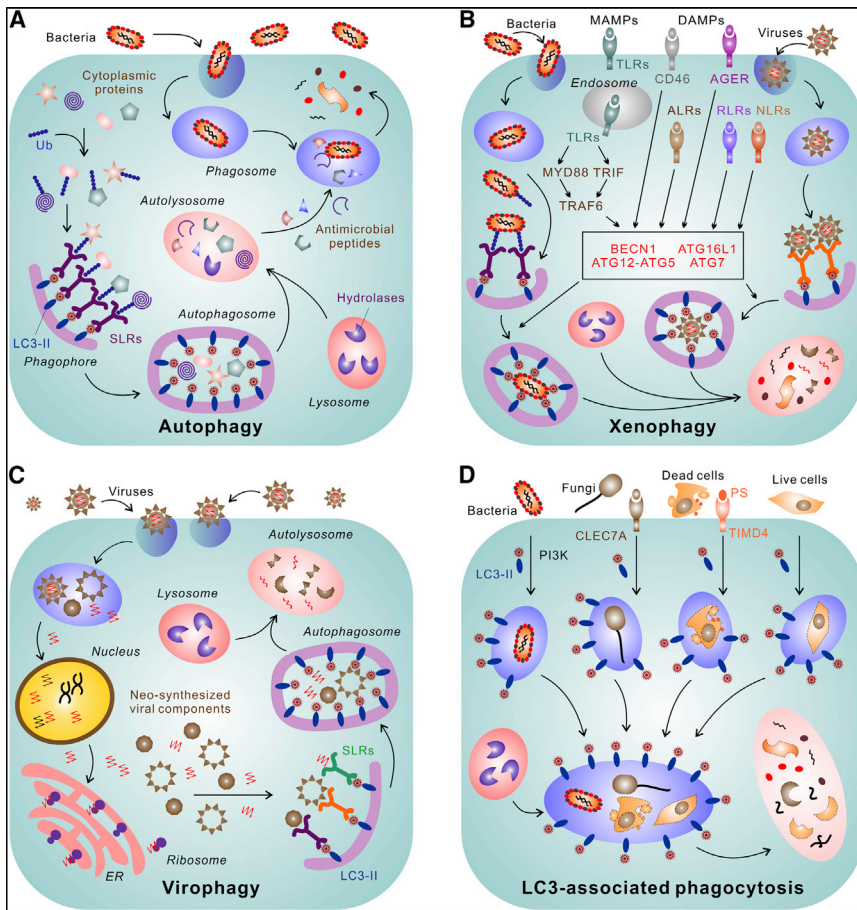 A
Bacteria
Cytoplasmic
proteins
Ub
Phagosome
Autolysosome
Antimicrobial
peptides
Hydrolases
LC3-II
SLRs
Phagophore
Autophagosome
Lysosome
Autophagy
B
Bacteria
MAMPs
DAMPs
Viruses
TLRs
CD46
AGER
Endosome
ALRs
RLRs
NLRs
TLRs
MYD88 TRIF
TRAF6
BECN1 ATG16L1
ATG12-ATG5 ATG7
Xenophagy
C
Viruses
Autolysosome
Lysosome
Nucleus
Autophagosome
Neo-synthesized
viral components
SLRs
ER
Ribosome
LC3-II
Virophagy
D
Bacteria
Fungi
Dead cells
Live cells
PS
CLEC7A
TIMD4
PI3K
LC3-II
LC3-associated phagocytosis